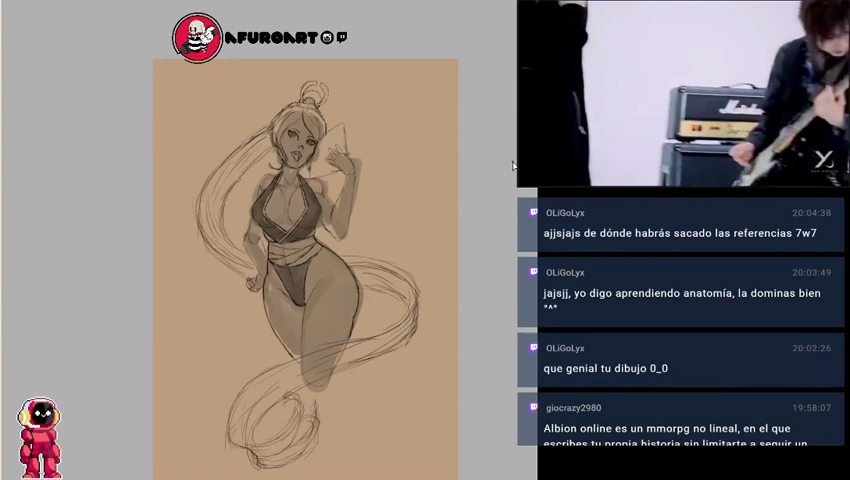 AFUROART
Marshall
OLiGoLyx 20:04:38
ajjsjajs de dónde habrás sacado las referencias 7w7
OLiGoLyx 20:03:49
jajsjj, yo digo aprendiendo anatomía, la dominas bien
°^°
OLiGoLyx 20:02:26
que genial tu dibujo 0_0
giocrazy2980 19:58:07
Albion online es un mmorpg no lineal, en el que
escribes tu propia historia sin limitarte a seguir un